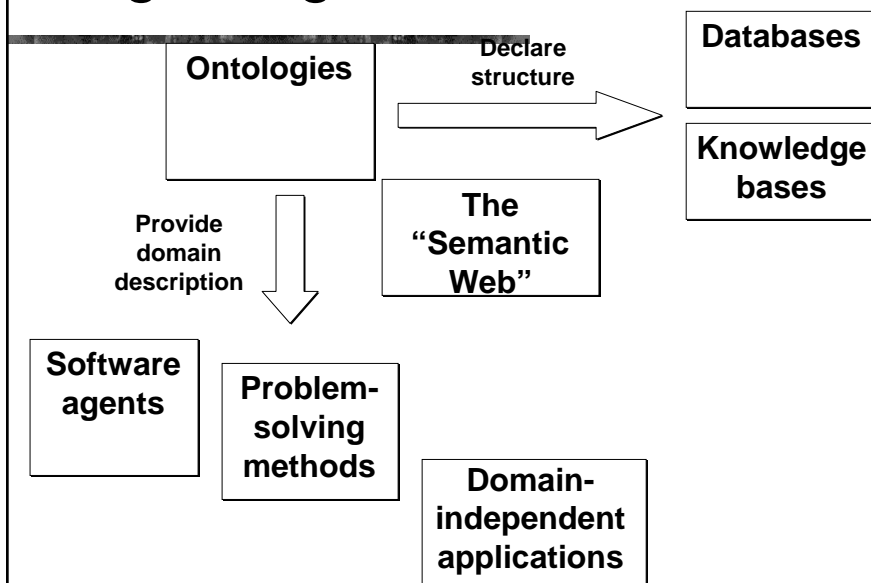 Ontologies
Declare
structure
Databases
Knowledge
bases
Provide
domain
description
The
“Semantic
Web”
Software
agents
Problem-
solving
methods
Domain-
independent
applications